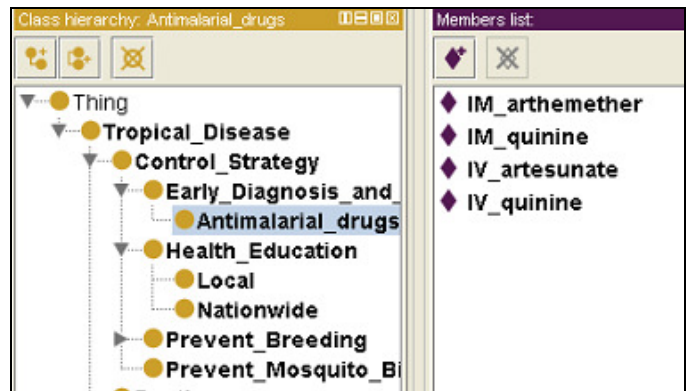 Class hierarchy: Antimalarial_drugs
Thing
Tropical_Disease
Control_Strategy
Early_Diagnosis_and_
Antimalarial_drugs
Health_Education
Local
Nationwide
Prevent_Breeding
Prevent_Mosquito_Bi
Members list:
IM_arthemether
IM_quinine
IV_artesunate
IV_quinine